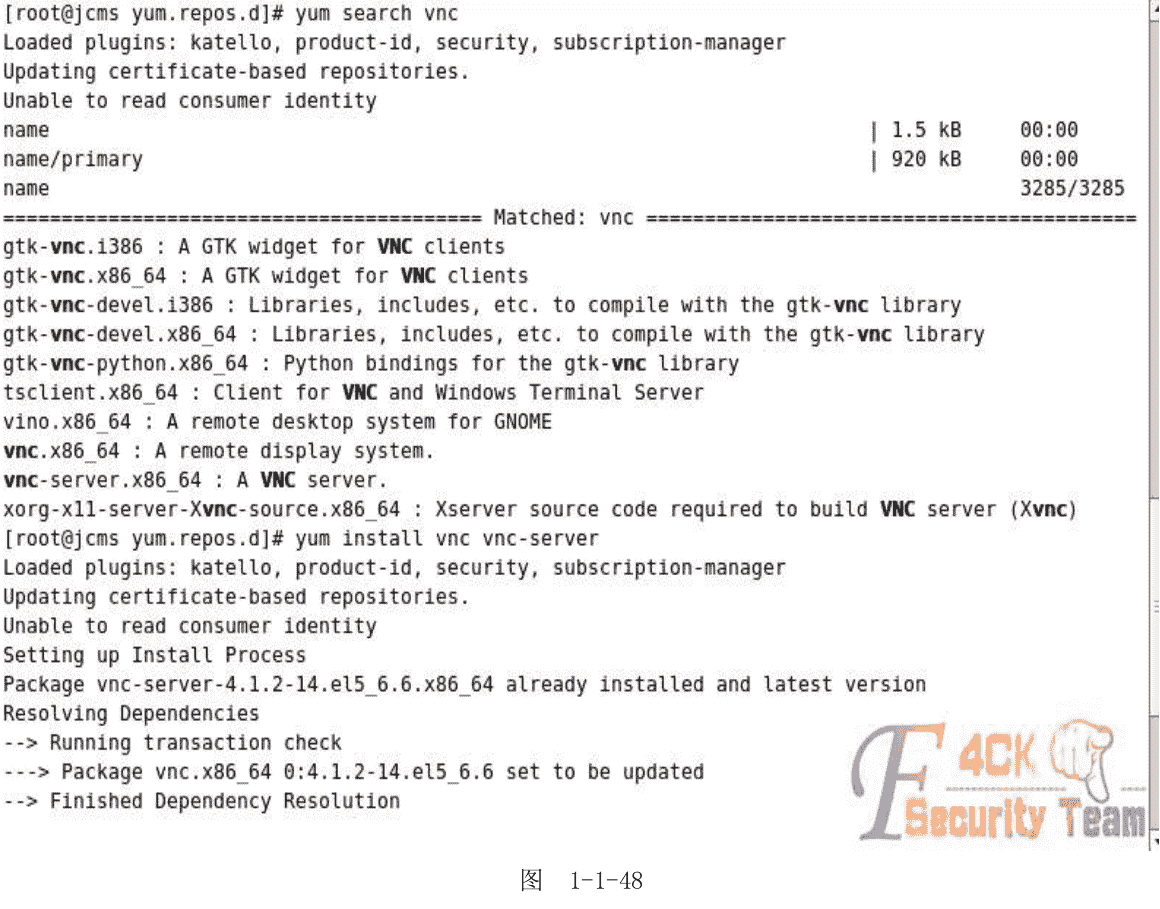 [root@jcms yum.repos.d]# yum search vnc
Loaded plugins: katello, product-id, security, subscription-manager
Updating certificate-based repositories.
Unable to read consumer identity
name | 1.5 kB 00:00
name/primary | 920 kB 00:00
name 3285/3285
========================================= Matched: vnc ==========================================
gtk-vnc.i386 : A GTK widget for VNC clients
gtk-vnc.x86_64 : A GTK widget for VNC clients
gtk-vnc-devel.i386 : Libraries, includes, etc. to compile with the gtk-vnc library
gtk-vnc-devel.x86_64 : Libraries, includes, etc. to compile with the gtk-vnc library
gtk-vnc-python.x86_64 : Python bindings for the gtk-vnc library
tsclient.x86_64 : Client for VNC and Windows Terminal Server
vino.x86_64 : A remote desktop system for GNOME
vnc.x86_64 : A remote display system.
vnc-server.x86_64 : A VNC server.
xorg-x11-server-Xvnc-source.x86_64 : Xserver source code required to build VNC server (Xvnc)
[root@jcms yum.repos.d]# yum install vnc vnc-server
Loaded plugins: katello, product-id, security, subscription-manager
Updating certificate-based repositories.
Unable to read consumer identity
Setting up Install Process
Package vnc-server-4.1.2-14.el5_6.6.x86_64 already installed and latest version
Resolving Dependencies
--> Running transaction check
---> Package vnc.x86_64 0:4.1.2-14.el5_6.6 set to be updated
--> Finished Dependency Resolution
F4CK
Security Team
图 1-1-48